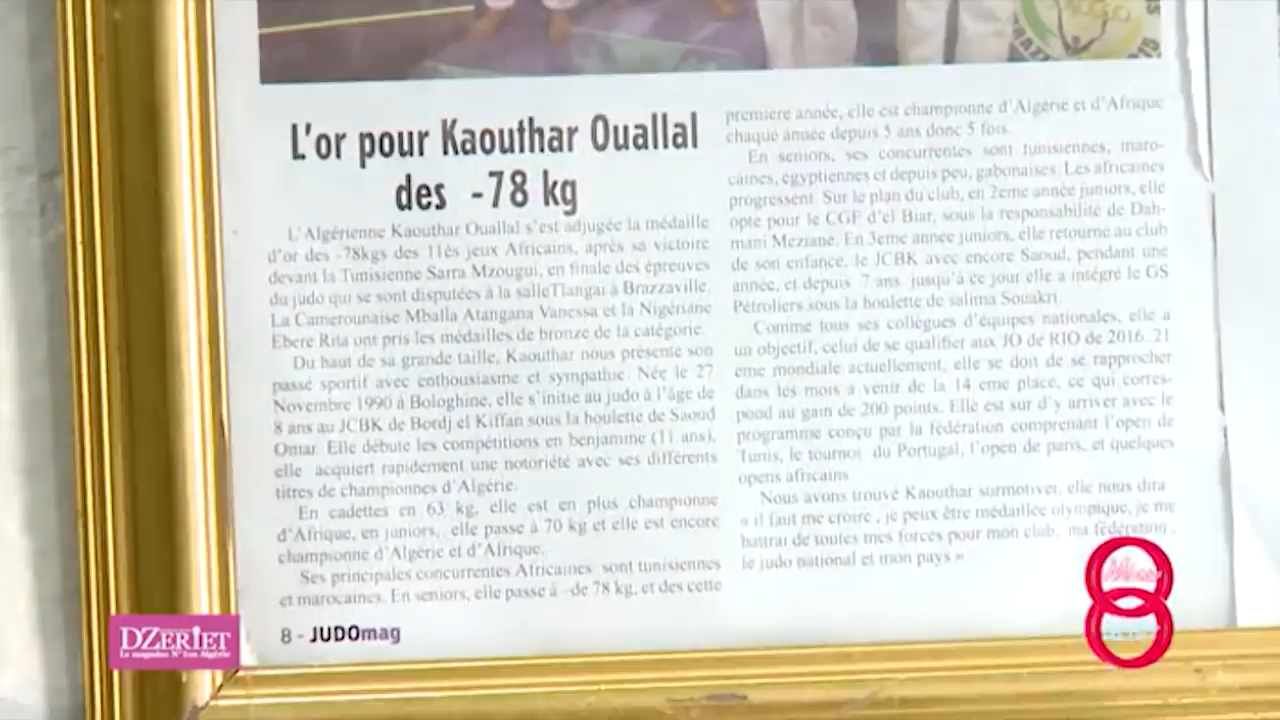 L'or pour Kaouthar Ouallal
des -78 kg
L'Algérienne Kaouthar Ouallal s'est adjugée la médaille
d'or des -78kgs des 11és jeux Africains, après sa victoire
devant la Tunisienne Sarra Mzougui, en finale des épreuves
du judo qui se sont disputées à la salle Tlangai à Brazzaville.
La Camerounaise Mballa Atangana Vanessa et la Nigériane
Ebere Rita ont pris les médailles de bronze de la catégorie.
Du haut de sa grande taille, Kaouthar nous présente son
passé sportif avec enthousiasme et sympathie. Née le 27
Novembre 1990 à Bologhine, elle s'initie au judo à l'âge de
8 ans au JCBK de Bordj el Kiffan sous la houlette de Saoud
Omar. Elle débute les compétitions en benjamine (11 ans),
elle acquiert rapidement une notoriété avec ses différents
titres de championnes d'Algérie.
En cadettes en 63 kg, elle est en plus championne
d'Afrique, en juniors, elle passe à 70 kg et elle est encore
championne d'Algérie et d'Afrique.
Ses principales concurrentes Africaines sont tunisiennes
et marocaines. En seniors, elle passe à -de 78 kg, et des cette
première année, elle est championne d'Algérie et d'Afrique
chaque année depuis 5 ans donc 5 fois.
En seniors, ses concurrentes sont tunisiennes, maro-
caines, egyptiennes et depuis peu, gabonaises. Les africaines
progressent. Sur le plan du club, en 2eme année juniors, elle
opte pour le CGF d'el Biar, sous la responsabilité de Dah-
mani Meziane. En 3eme année juniors, elle retourne au club
de son enfance, le JCBK avec encore Saoud, pendant une
année, et depuis 7 ans jusqu'à ce jour elle a intégré le GS
Pétroliers sous la houlette de salima Souakri.
Comme tous ses collègues d'équipes nationales, elle a
un objectif, celui de se qualifier aux JO de RIO de 2016. 21
eme mondiale actuellement, elle se doit de se rapprocher
dans les mois a venir de la 14 eme place, ce qui corres-
pond au gain de 200 points. Elle est sur d'y arriver avec le
programme conçu par la fédération comprenant l'open de
Tunis, le tournoi du Portugal, l'open de paris, et quelques
opens africains.
Nous avons trouvé Kaouthar surmotiver, elle nous dira
« il faut me croire, je peux être médaillée olympique, je me
battrai de toutes mes forces pour mon club, ma fédération,
le judo national et mon pays »
8 - JUDOmag
DZERIET
Le magazine N°1 en Algérie